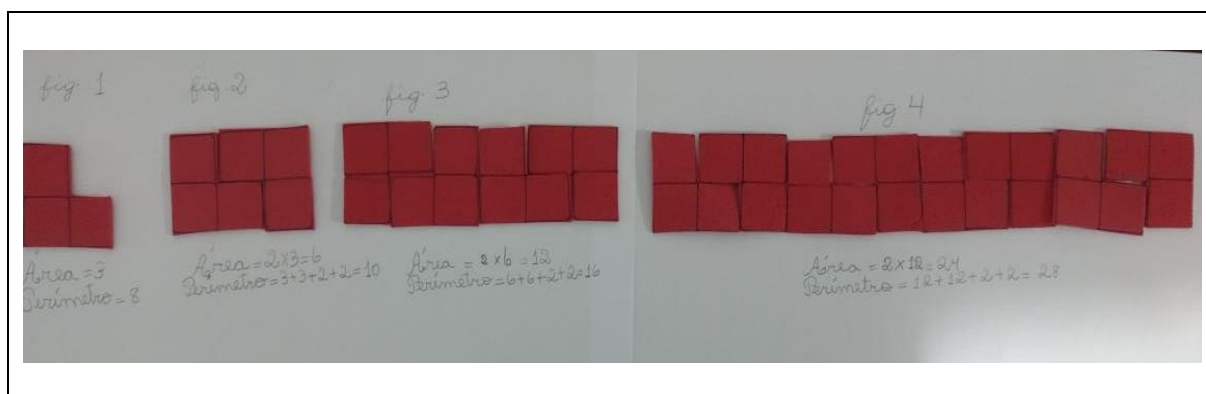 fig 1
fig 2
fig 3
fig 4
Área = 3
Perímetro = 8
Área = 2x3=6
Perímetro = 3+3+2+2=10
Área = 2x6 = 12
Perímetro = 6+6+2+2=16
Área = 2x12=24
Perímetro = 12+12+2+2=28